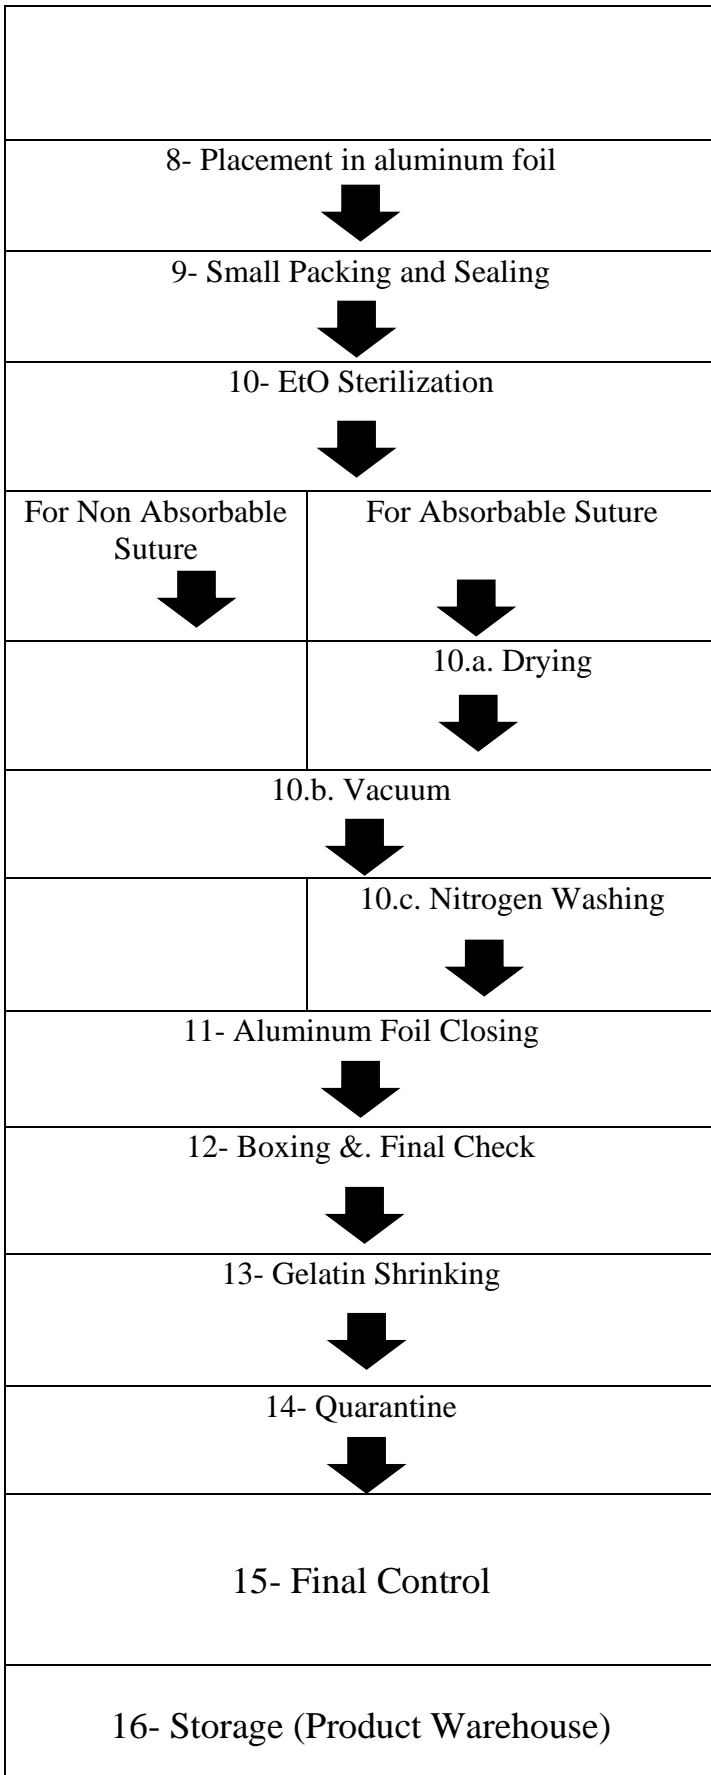 8- Placement in aluminum foil
9- Small Packing and Sealing
10- EtO Sterilization
For Non Absorbable
Suture
For Absorbable Suture
10.a. Drying
10.b. Vacuum
10.c. Nitrogen Washing
11- Aluminum Foil Closing
12- Boxing &. Final Check
13- Gelatin Shrinking
14- Quarantine
15- Final Control
16- Storage (Product Warehouse)